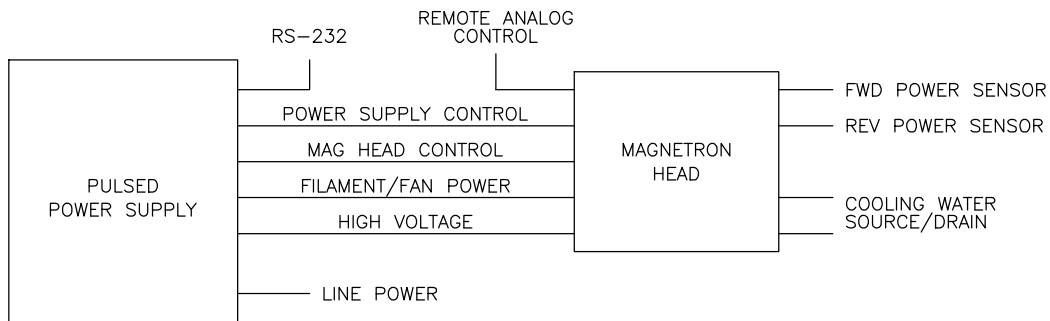 RS-232
REMOTE ANALOG
CONTROL
PULSED
POWER SUPPLY
POWER SUPPLY CONTROL
MAG HEAD CONTROL
FILAMENT/FAN POWER
HIGH VOLTAGE
LINE POWER
MAGNETRON
HEAD
FWD POWER SENSOR
REV POWER SENSOR
COOLING WATER
SOURCE/DRAIN